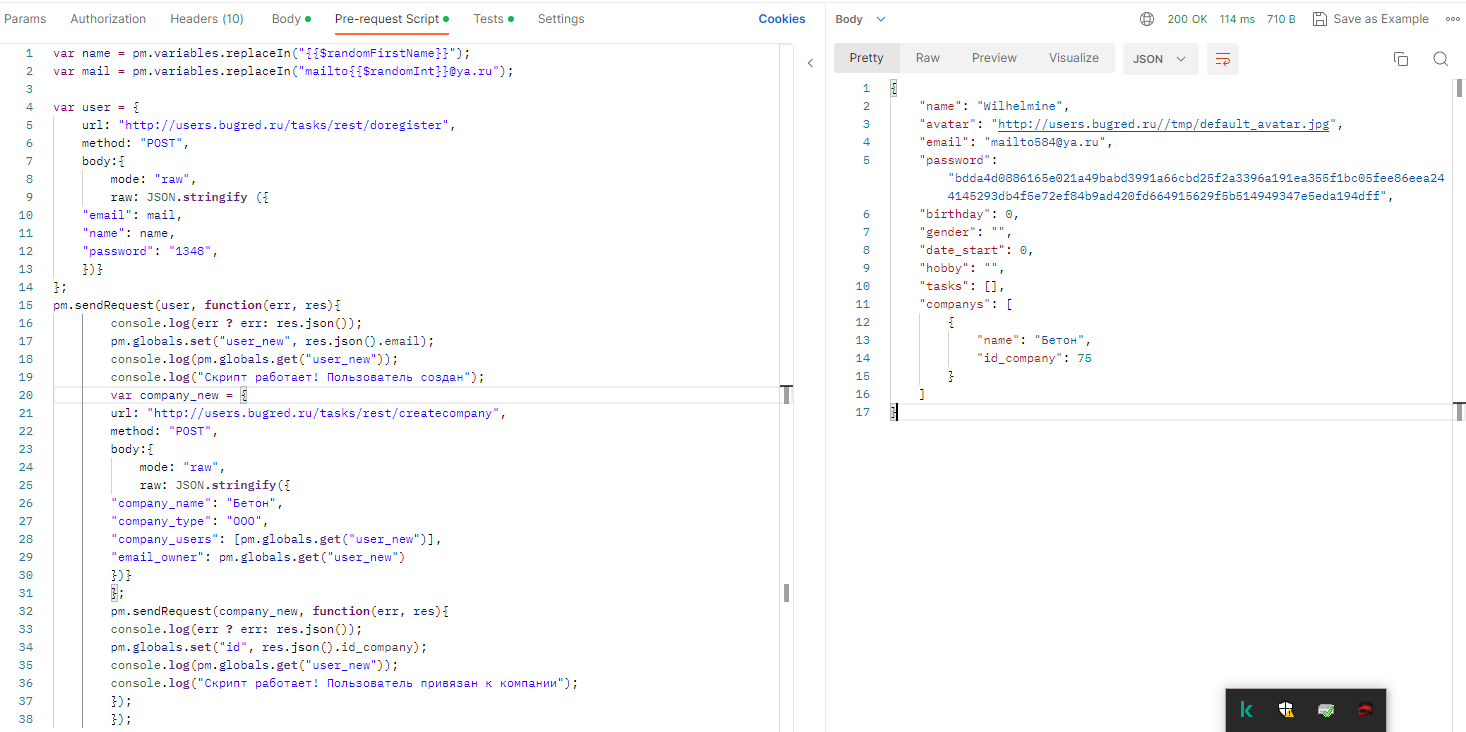 Params Authorization Headers (10) Body Pre-request Script Tests Settings Cookies
1 var name = pm.variables.replaceIn("{{$randomFirstName}}");
2 var mail = pm.variables.replaceIn("mailto{{$randomInt}}@ya.ru");
3
4 var user = {
5 url: "http://users.bugred.ru/tasks/rest/doregister",
6 method: "POST",
7 body:{
8 mode: "raw",
9 raw: JSON.stringify ({
10 "email": mail,
11 "name": name,
12 "password": "1348",
13 })}
14 };
15 pm.sendRequest(user, function(err, res){
16 console.log(err ? err: res.json());
17 pm.globals.set("user_new", res.json().email);
18 console.log(pm.globals.get("user_new"));
19 console.log("Скрипт работает! Пользователь создан");
20 var company_new = {
21 url: "http://users.bugred.ru/tasks/rest/createcompany",
22 method: "POST",
23 body:{
24 mode: "raw",
25 raw: JSON.stringify({
26 "company_name": "Бетон",
27 "company_type": "ООО",
28 "company_users": [pm.globals.get("user_new")],
29 "email_owner": pm.globals.get("user_new")
30 })}
31 };
32 pm.sendRequest(company_new, function(err, res){
33 console.log(err ? err: res.json());
34 pm.globals.set("id", res.json().id_company);
35 console.log(pm.globals.get("user_new"));
36 console.log("Скрипт работает! Пользователь привязан к компании");
37 });
38 });
Body 200 OK 114 ms 710 B Save as Example
Pretty Raw Preview Visualize JSON
1 {
2 "name": "Wilhelmine",
3 "avatar": "http://users.bugred.ru//tmp/default_avatar.jpg",
4 "email": "mailto584@ya.ru",
5 "password":
"bdda4d0886165e021a49babd3991a66cbd25f2a3396a191ea355f1bc05fee86eea24
4145293db4f5e72ef84b9ad420fd664915629f5b514949347e5eda194dff",
6 "birthday": 0,
7 "gender": "",
8 "date_start": 0,
9 "hobby": "",
10 "tasks": [],
11 "companys": [
12 {
13 "name": "Бетон",
14 "id_company": 75
15 }
16 ]
17 }